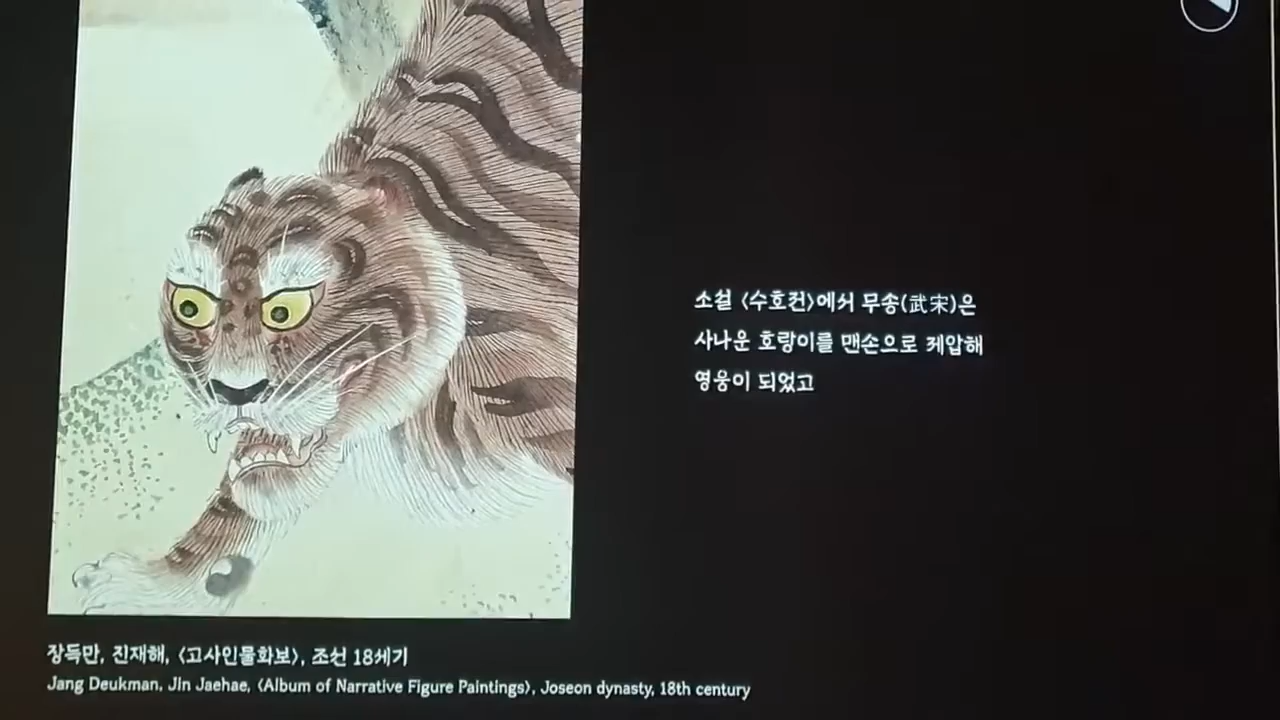 소설 〈수호전〉에서 무송(武宋)은
사나운 호랑이를 맨손으로 제압해
영웅이 되었고
장득만, 진재해, 〈고사인물화보〉, 조선 18세기
Jang Deukman, Jin Jaehae, 〈Album of Narrative Figure Paintings〉, Joseon dynasty, 18th century